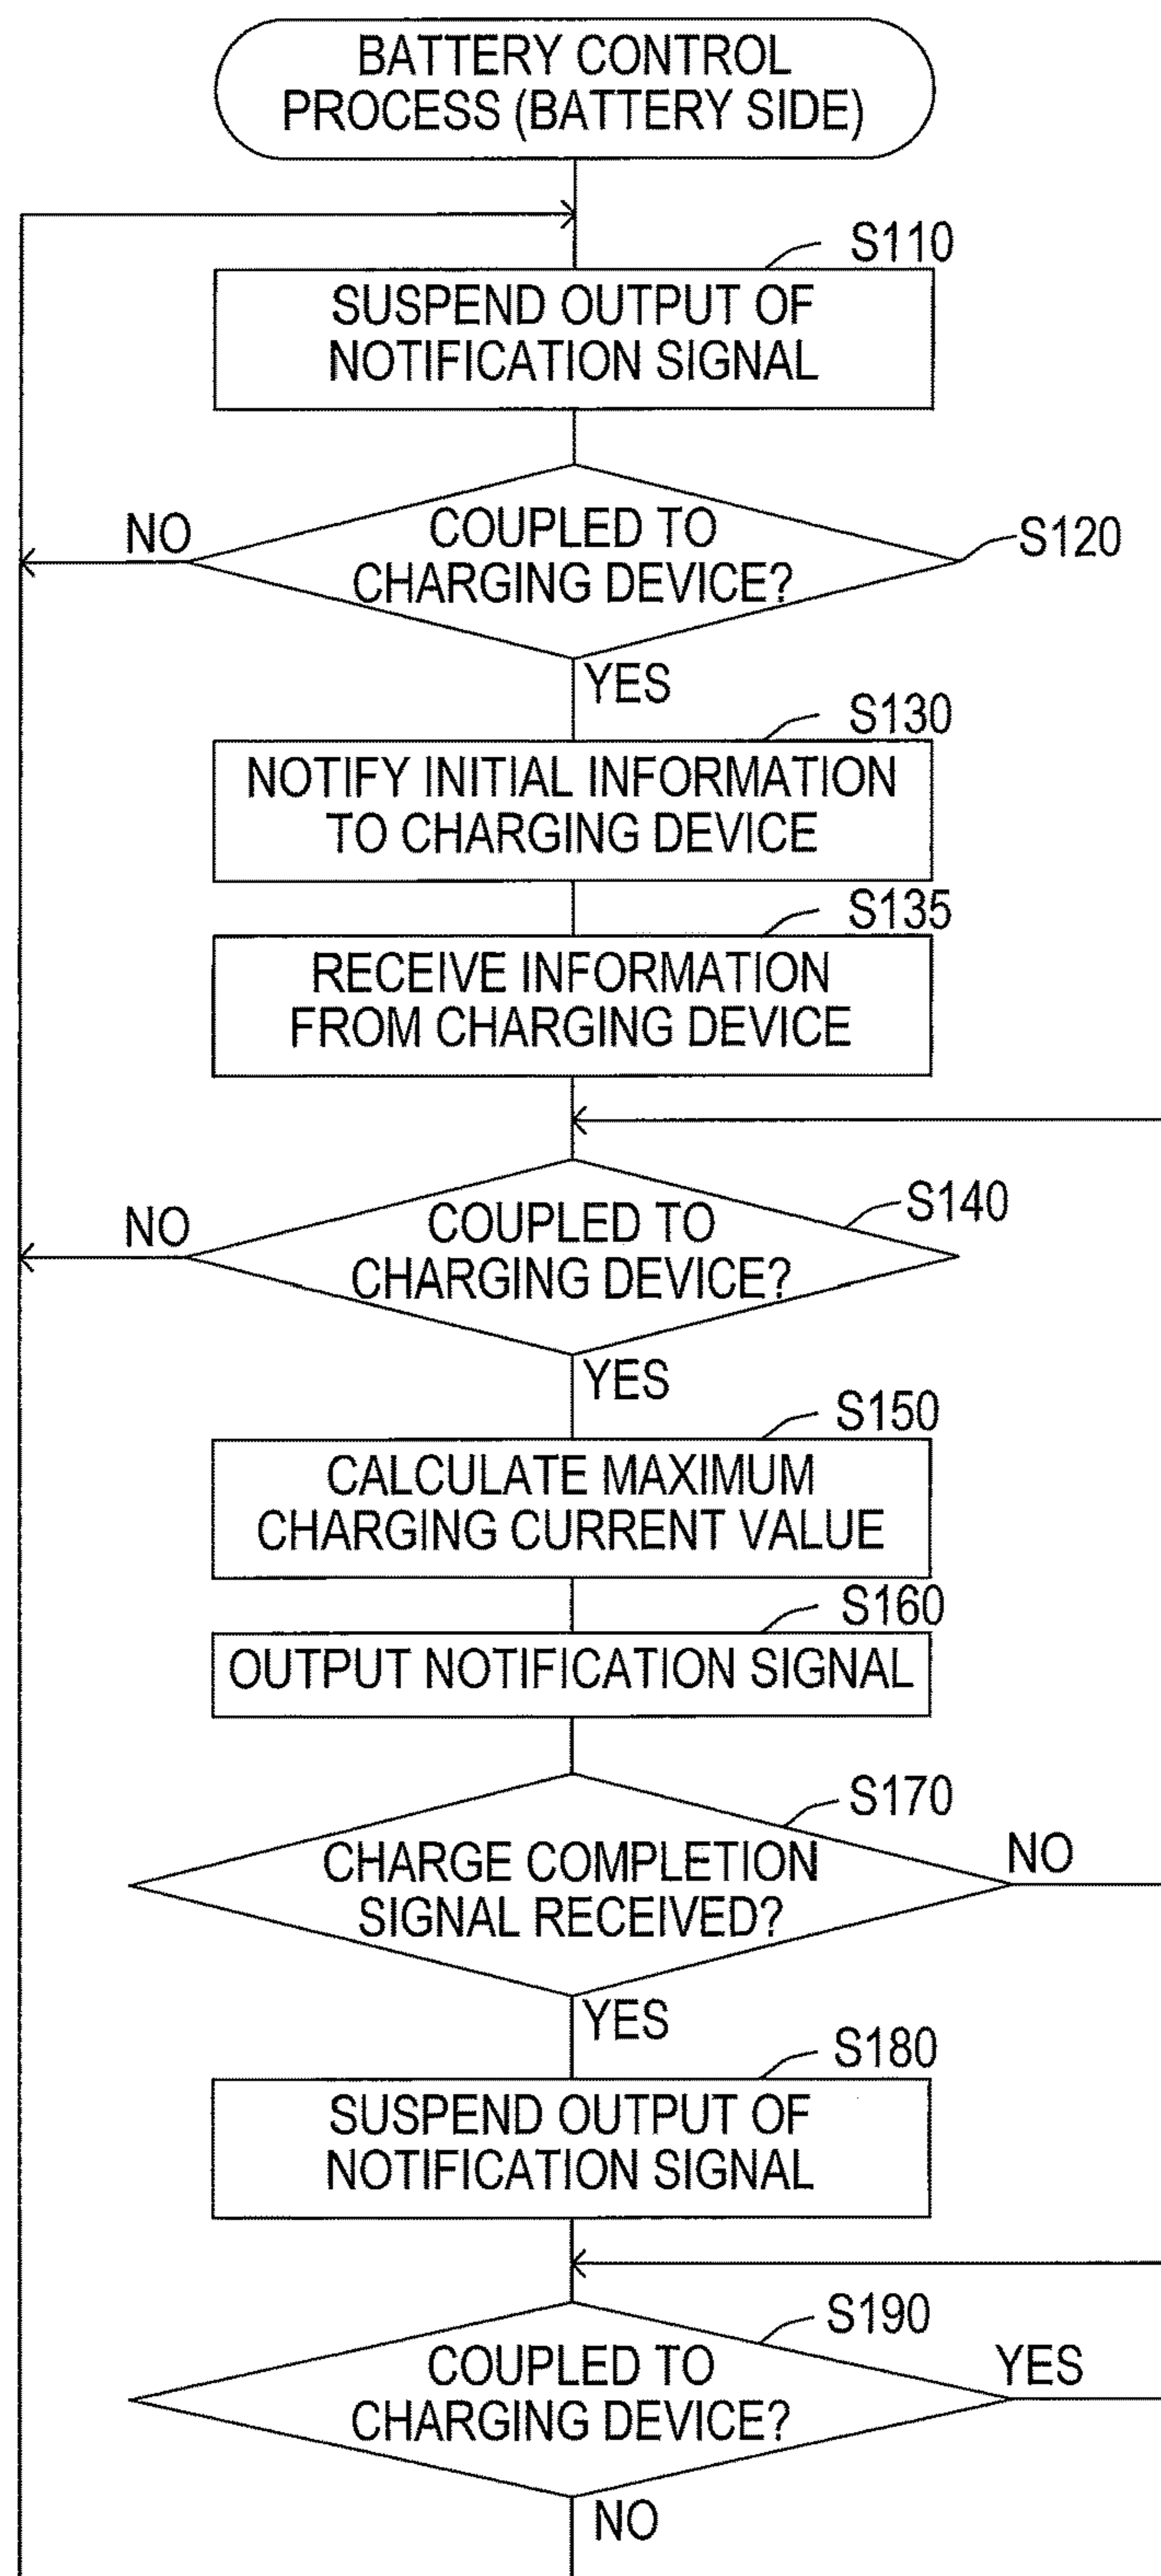 BATTERY CONTROL
PROCESS (BATTERY SIDE)
S110
SUSPEND OUTPUT OF
NOTIFICATION SIGNAL
NO
COUPLED TO
CHARGING DEVICE?
S120
YES
S130
NOTIFY INITIAL INFORMATION
TO CHARGING DEVICE
S135
RECEIVE INFORMATION
FROM CHARGING DEVICE
NO
COUPLED TO
CHARGING DEVICE?
S140
YES
S150
CALCULATE MAXIMUM
CHARGING CURRENT VALUE
S160
OUTPUT NOTIFICATION SIGNAL
S170
CHARGE COMPLETION
SIGNAL RECEIVED?
NO
YES
S180
SUSPEND OUTPUT OF
NOTIFICATION SIGNAL
S190
COUPLED TO
CHARGING DEVICE?
YES
NO